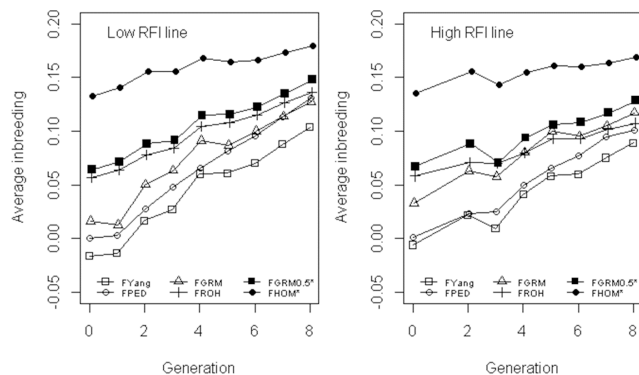 Low RFI line
Average inbreeding
0.20
0.15
0.10
0.05
0.00
-0.05
FYang
FGRM
FGRM0.5*
FPED
FROH
FHOM*
0
2
4
6
8
Generation
High RFI line
Average inbreeding
0.20
0.15
0.10
0.05
0.00
-0.05
FYang
FGRM
FGRM0.5*
FPED
FROH
FHOM*
0
2
4
6
8
Generation